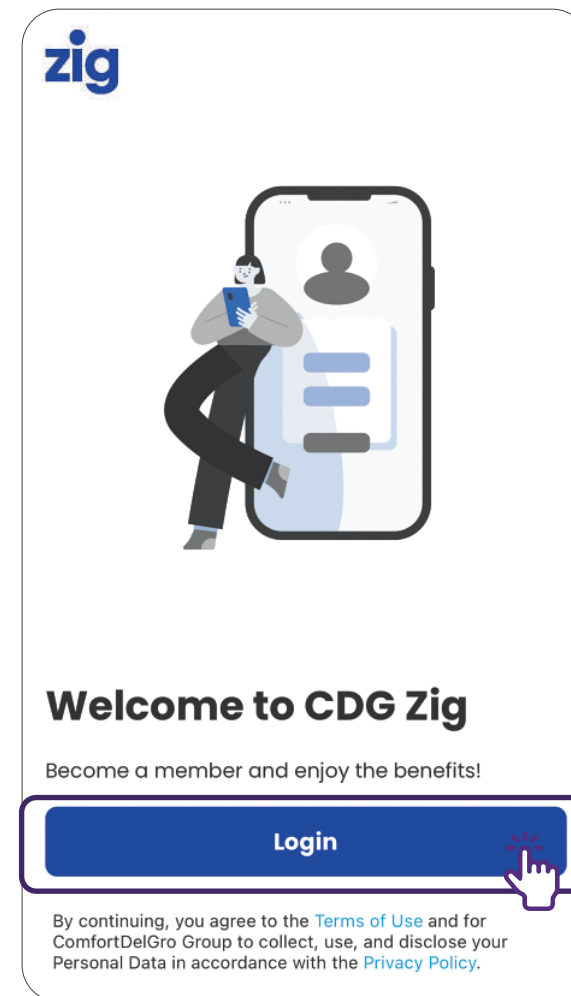 zig
Welcome to CDG Zig
Become a member and enjoy the benefits!
Login
By continuing, you agree to the Terms of Use and for
ComfortDelGro Group to collect, use, and disclose your
Personal Data in accordance with the Privacy Policy.